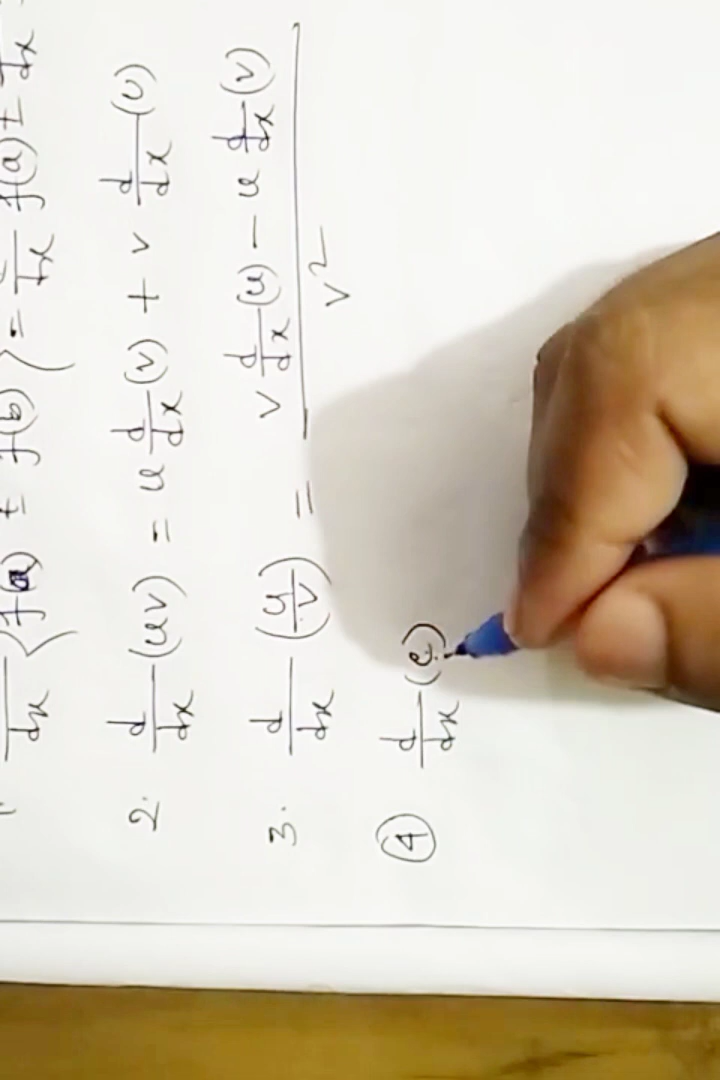 d/dx {f(a) ± f(b)} = d/dx f(a) ± d/dx
2. d/dx (uv) = u d/dx (v) + v d/dx (u)
3. d/dx (u/v) = (v d/dx (u) - u d/dx (v)) / v²
④ d/dx (c)